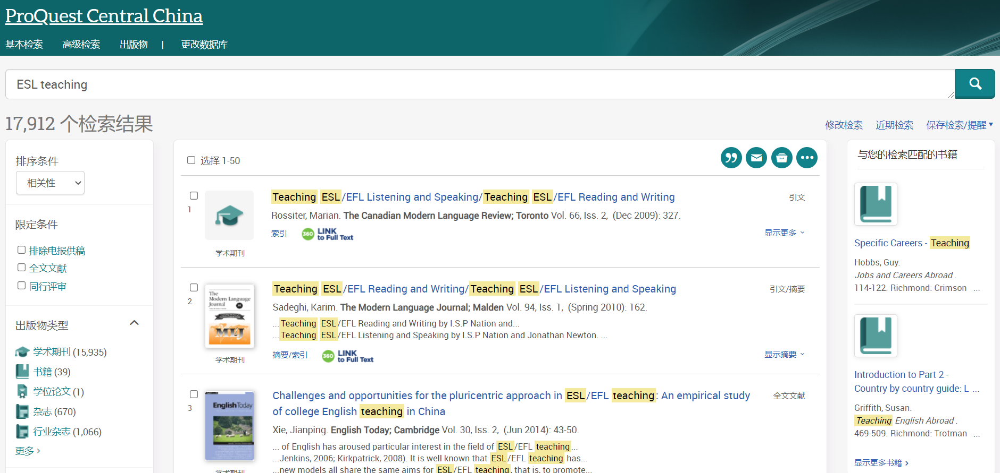 ProQuest Central China
基本检索 高级检索 出版物 | 更改数据库
ESL teaching
17,912 个检索结果
修改检索 近期检索 保存检索/提醒
排序条件
相关性
限定条件
排除电报供稿
全文文献
同行评审
出版物类型
学术期刊 (15,935)
书籍 (39)
学位论文 (1)
杂志 (670)
行业杂志 (1,066)
更多 ›
选择 1-50
1
Teaching ESL/EFL Listening and Speaking/Teaching ESL/EFL Reading and Writing
引文
Rossiter, Marian. The Canadian Modern Language Review; Toronto Vol. 66, Iss. 2, (Dec 2009): 327.
索引 360 LINK to Full Text
显示更多
学术期刊
2
The Modern Language Journal
MLJ
Teaching ESL/EFL Reading and Writing/Teaching ESL/EFL Listening and Speaking
引文/摘要
Sadeghi, Karim. The Modern Language Journal; Malden Vol. 94, Iss. 1, (Spring 2010): 162.
...Teaching ESL/EFL Reading and Writing by I.S.P Nation and...
...Teaching ESL/EFL Listening and Speaking by I.S.P Nation and Jonathan Newton. ...
摘要/索引 360 LINK to Full Text
显示摘要
学术期刊
3
English Today
Challenges and opportunities for the pluricentric approach in ESL/EFL teaching: An empirical study
of college English teaching in China
全文文献
Xie, Jianping. English Today; Cambridge Vol. 30, Iss. 2, (Jun 2014): 43-50.
... of English has aroused particular interest in the field of ESL/EFL teaching...
...Jenkins, 2006; Kirkpatrick, 2008). It is well known that ESL/EFL teaching has...
...new models all share the same aims for ESL/EFL teaching, that is, to promote...
学术期刊
与您的检索匹配的书籍
Specific Careers - Teaching
Hobbs, Guy.
Jobs and Careers Abroad .
114-122. Richmond: Crimson ...
Introduction to Part 2 -
Country by country guide: L ...
Griffith, Susan.
Teaching English Abroad .
469-509. Richmond: Trotman ...
显示更多书籍 ›